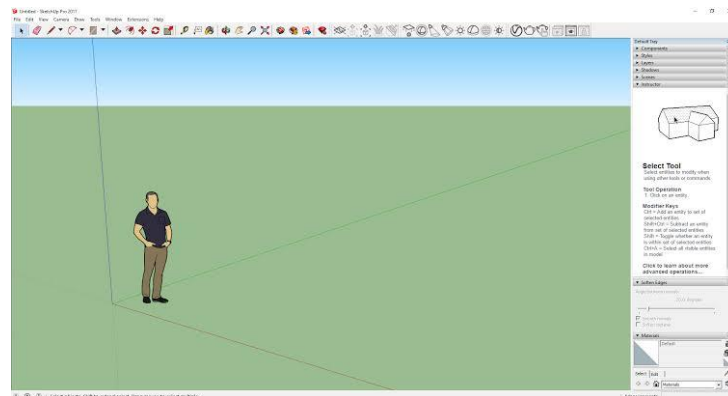 Untitled - SketchUp Pro 2017
File Edit View Camera Draw Tools Window Extensions Help
Default Tray
Components
Styles
Layers
Shadows
Scenes
Instructor
Select Tool
Select entities to modify when
using other tools or commands.
Tool Operation
1. Click on an entity.
Modifier Keys
Ctrl = Add an entity to set of
selected entities
Shift+Ctrl = Subtract an entity
from set of selected entities
Shift = Toggle whether an entity
is within set of selected entities
Ctrl+A = Select all visible entities
in model
Click to learn about more
advanced operations...
Soften Edges
Materials
Default
Select Edit
Materials